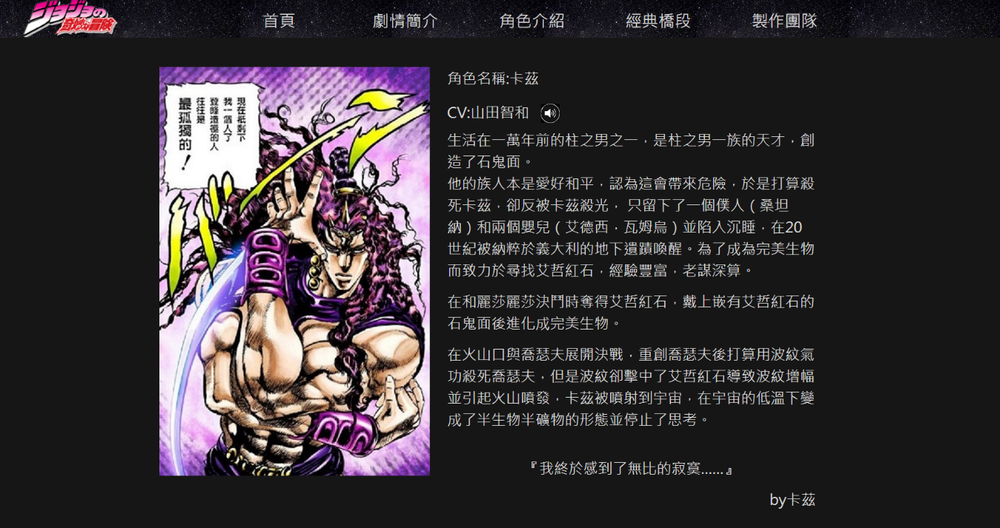 ジョジョの
奇妙な冒険
首頁
劇情簡介
角色介紹
經典橋段
製作團隊
現在祇剩下
我一個人了
登峰造極的人
往往是
最孤獨的！
角色名稱:卡茲
CV:山田智和
生活在一萬年前的柱之男之一，是柱之男一族的天才，創
造了石鬼面。
他的族人本是愛好和平，認為這會帶來危險，於是打算殺
死卡茲，卻反被卡茲殺光， 只留下了一個僕人（桑坦
納）和兩個嬰兒（艾德西，瓦姆烏）並陷入沉睡，在20
世紀被納粹於義大利的地下遺蹟喚醒。為了成為完美生物
而致力於尋找艾哲紅石，經驗豐富，老謀深算。
在和麗莎麗莎決鬥時奪得艾哲紅石，戴上嵌有艾哲紅石的
石鬼面後進化成完美生物。
在火山口與喬瑟夫展開決戰，重創喬瑟夫後打算用波紋氣
功殺死喬瑟夫，但是波紋卻擊中了艾哲紅石導致波紋增幅
並引起火山噴發，卡茲被噴射到宇宙，在宇宙的低溫下變
成了半生物半礦物的形態並停止了思考。
『我終於感到了無比的寂寞......』
by卡茲